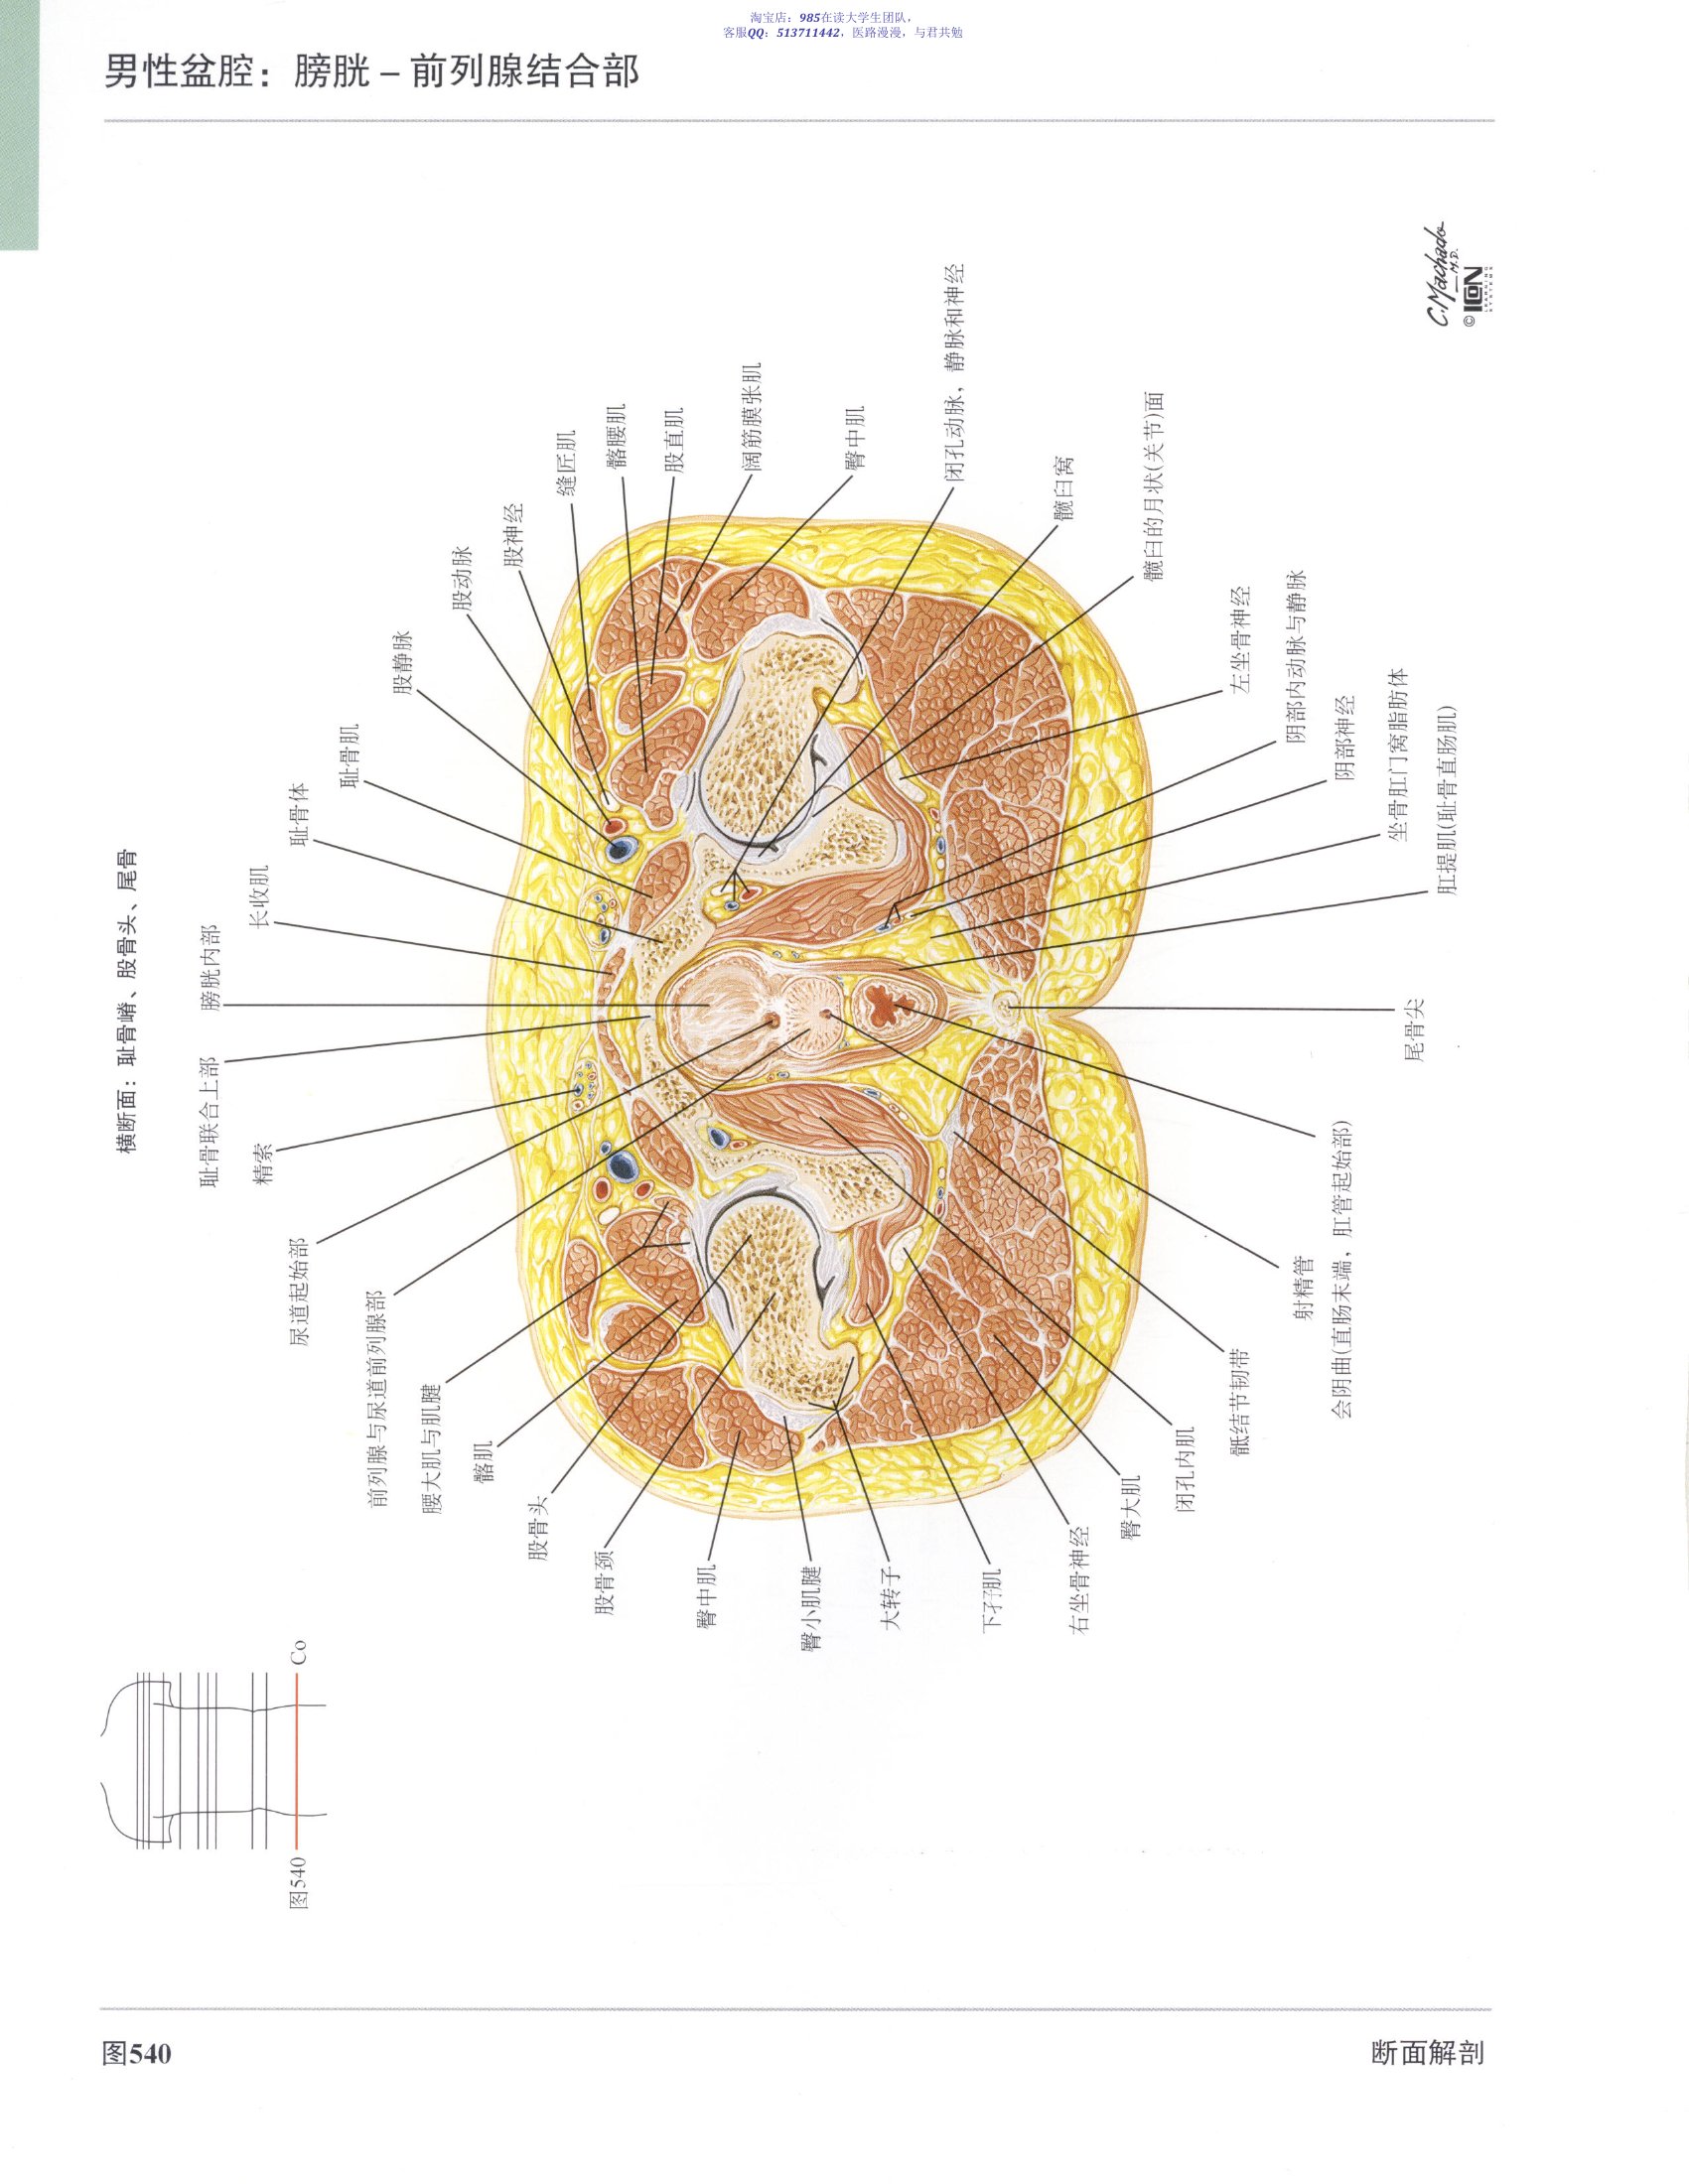 淘宝店：985在读大学生团队，
客服QQ：513711442，医路漫漫，与君共勉
男性盆腔：膀胱－前列腺结合部
横断面：耻骨嵴、股骨头、尾骨
膀胱内部
长收肌
耻骨体
耻骨肌
股静脉
股动脉
股神经
缝匠肌
髂腰肌
股直肌
阔筋膜张肌
臀中肌
闭孔动脉，静脉和神经
髋臼窝
髋臼的月状(关节)面
左坐骨神经
阴部内动脉与静脉
阴部神经
坐骨肛门窝脂肪体
肛提肌(耻骨直肠肌)
尾骨尖
耻骨联合上部
精索
尿道起始部
前列腺与尿道前列腺部
腰大肌与肌腱
髂肌
股骨头
股骨颈
臀中肌
臀小肌腱
大转子
下孖肌
右坐骨神经
臀大肌
闭孔内肌
骶结节韧带
射精管
会阴曲(直肠末端，肛管起始部)
C.Machado
M.D.
© ICON
LEARNING
SYSTEMS
Co
图540
图540
断面解剖